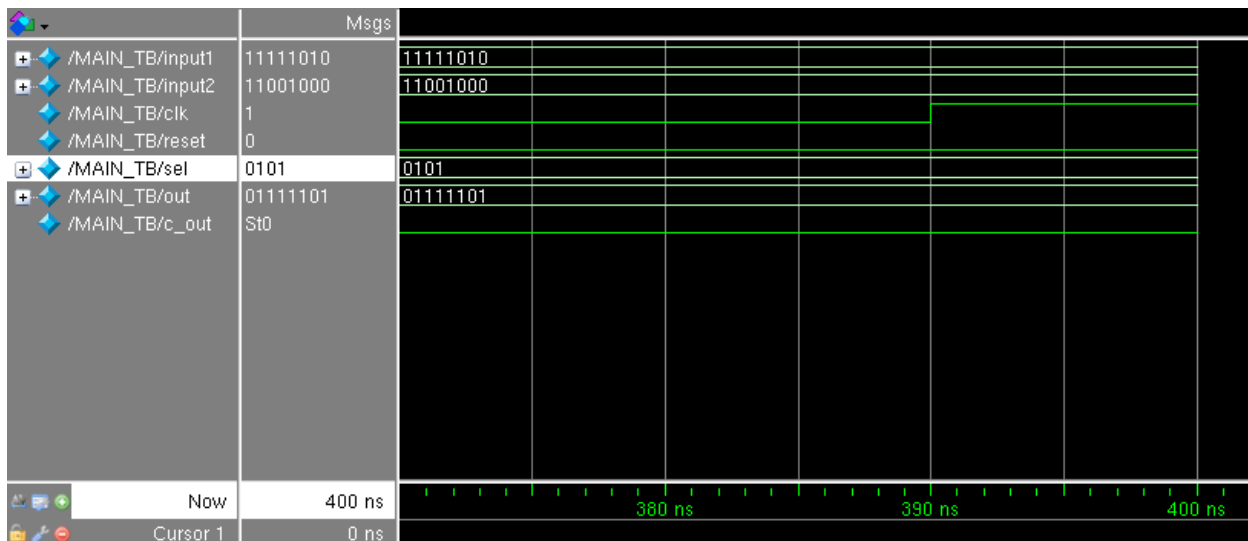 Msgs
/MAIN_TB/input1 11111010 11111010
/MAIN_TB/input2 11001000 11001000
/MAIN_TB/clk 1
/MAIN_TB/reset 0
/MAIN_TB/sel 0101 0101
/MAIN_TB/out 01111101 01111101
/MAIN_TB/c_out St0
Now 400 ns 380 ns 390 ns 400 ns
Cursor 1 0 ns